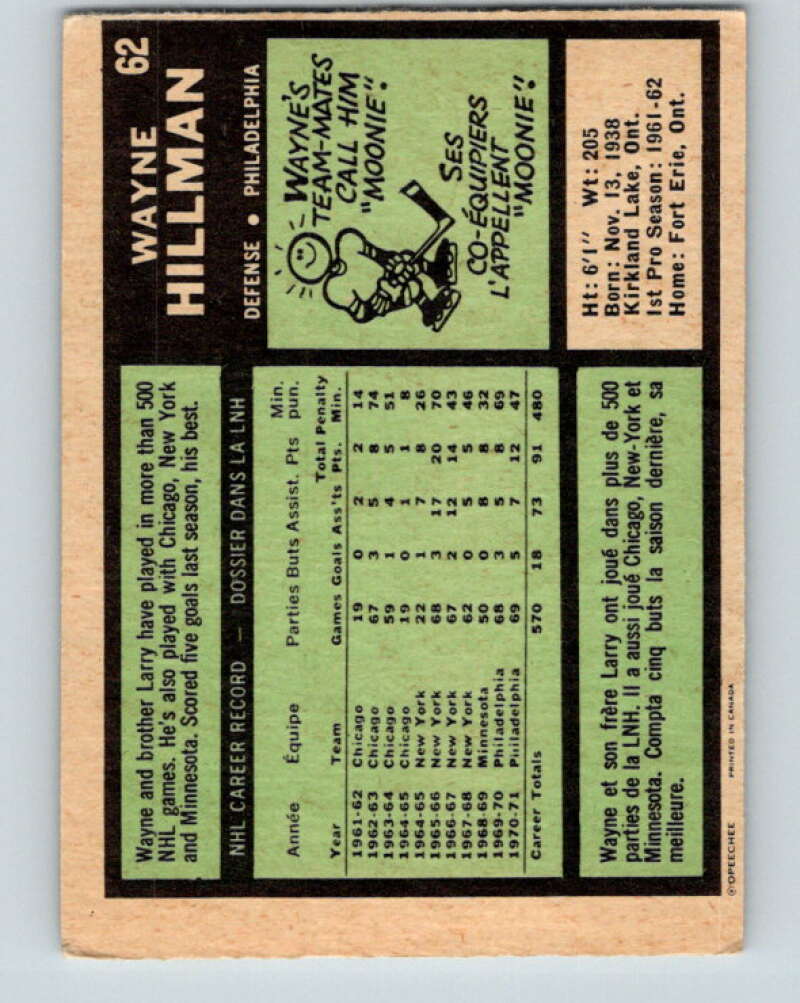 WAYNE 62
HILLMAN
DEFENSE • PHILADELPHIA
Wayne and brother Larry have played in more than 500
NHL games. He's also played with Chicago, New York
and Minnesota. Scored five goals last season, his best.
WAYNE'S
TEAM-MATES
CALL HIM
"MOONIE".
SES
CO-ÉQUIPIERS
L'APPELLENT
"MOONIE".
NHL CAREER RECORD — DOSSIER DANS LA LNH
Année Équipe Parties Buts Assist. Pts Min. pun.
Year Team Games Goals Ass'ts Total Pts. Penalty Min.
1961-62 Chicago 19 0 2 2 14
1962-63 Chicago 67 3 5 8 74
1963-64 Chicago 59 1 4 5 51
1964-65 Chicago 19 0 1 1 8
1964-65 New York 22 1 7 8 26
1965-66 New York 68 3 17 20 70
1966-67 New York 67 2 12 14 43
1967-68 New York 62 0 5 5 46
1968-69 Minnesota 50 0 8 8 32
1969-70 Philadelphia 68 3 5 8 69
1970-71 Philadelphia 69 5 7 12 47
Career Totals 570 18 73 91 480
Ht: 6'1" Wt: 205
Born: Nov. 13, 1938
Kirkland Lake, Ont.
1st Pro Season: 1961-62
Home: Fort Erie, Ont.
Wayne et son frère Larry ont joué dans plus de 500
parties de la LNH. Il a aussi joué Chicago, New-York et
Minnesota. Compta cinq buts la saison dernière, sa
meilleure.
©OPEECHEE PRINTED IN CANADA